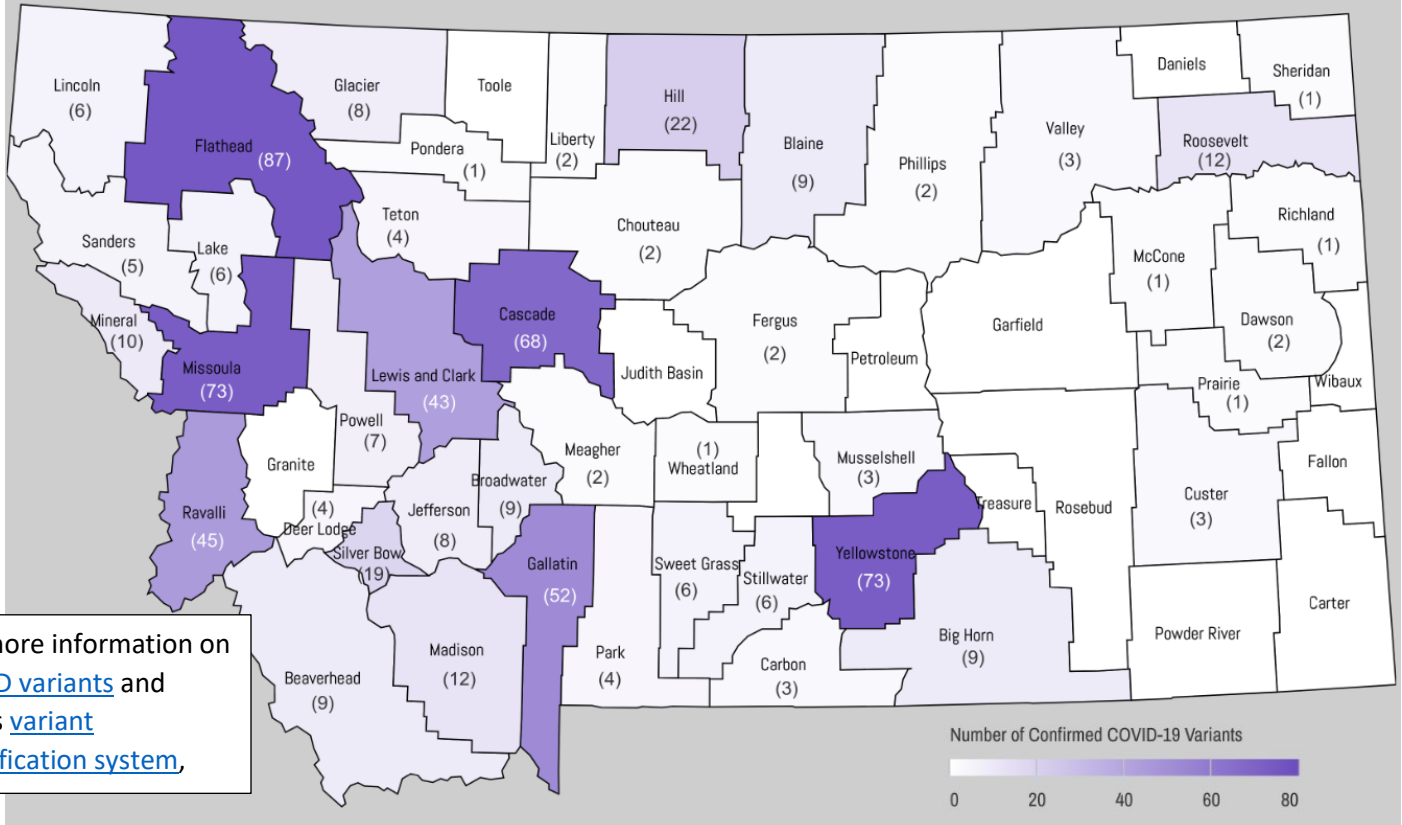 Lincoln
(6)
Flathead (87)
Glacier
(8)
Toole
Liberty
(2)
Hill
(22)
Blaine
(9)
Phillips
(2)
Valley
(3)
Daniels
Sheridan
(1)
Roosevelt
(12)
Pondera
(1)
Teton
(4)
Chouteau
(2)
Richland
(1)
McCone
(1)
Sanders
(5)
Lake
(6)
Mineral
(10)
Missoula
(73)
Cascade
(68)
Lewis and Clark
(43)
Judith Basin
Fergus
(2)
Petroleum
Garfield
Dawson
(2)
Prairie
(1)
Wibaux
Powell
(7)
Granite
Meagher
(2)
(1)
Wheatland
Musselshell
(3)
Treasure
Rosebud
Custer
(3)
Fallon
Ravalli
(45)
(4)
Deer Lodge
Silver Bow
(19)
Jefferson
(8)
Broadwater
(9)
Gallatin
(52)
Sweet Grass
(6)
Stillwater
(6)
Yellowstone
(73)
Big Horn
(9)
Powder River
Carter
Beaverhead
(9)
Madison
(12)
Park
(4)
Carbon
(3)
more information on
D variants and
s variant
fication system,
Number of Confirmed COVID-19 Variants
0 20 40 60 80